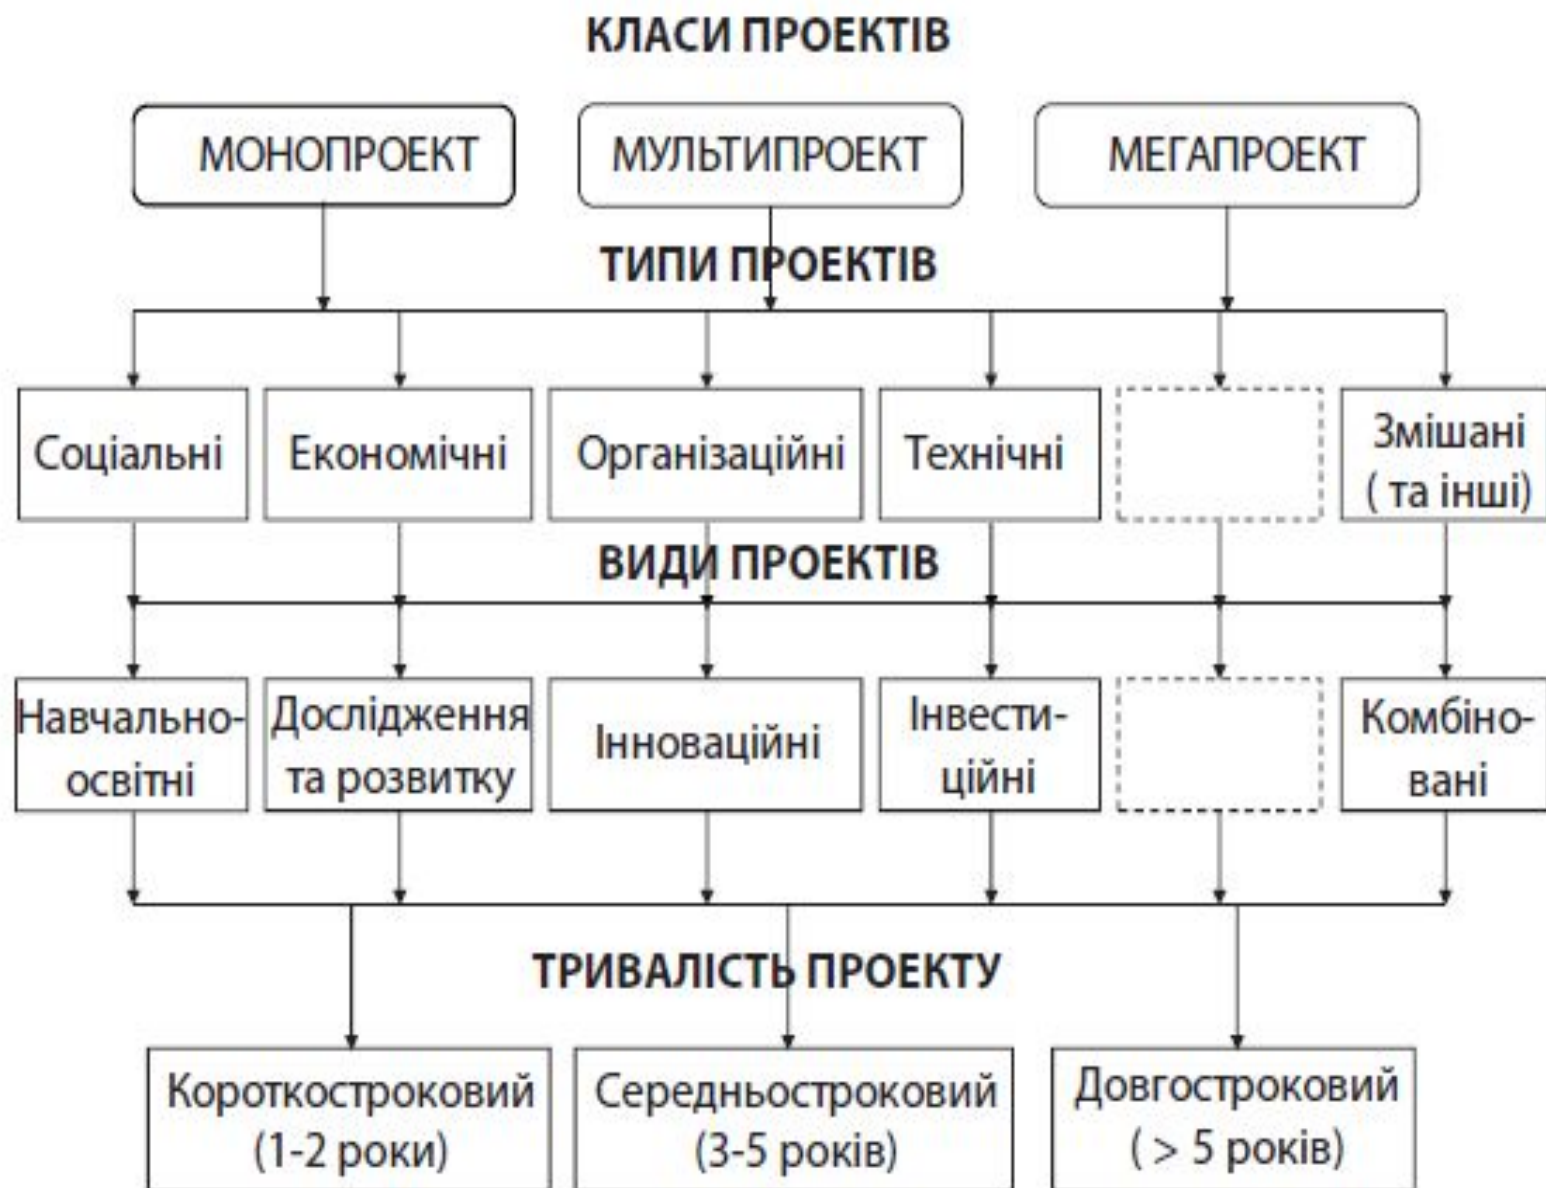 КЛАСИ ПРОЕКТІВ
МОНОПРОЕКТ
МУЛЬТИПРОЕКТ
МЕГАПРОЕКТ
ТИПИ ПРОЕКТІВ
Соціальні
Економічні
Організаційні
Технічні
Змішані
( та інші)
ВИДИ ПРОЕКТІВ
Навчально-
освітні
Дослідження
та розвитку
Інноваційні
Інвести-
ційні
Комбіно-
вані
ТРИВАЛІСТЬ ПРОЕКТУ
Короткостроковий
(1-2 роки)
Середньостроковий
(3-5 років)
Довгостроковий
( > 5 років)